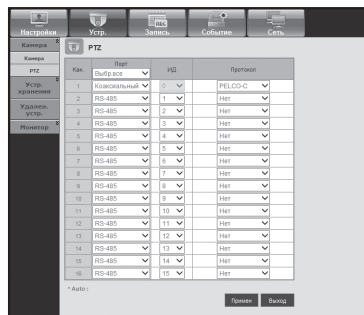 Настройки Устр. Запись Событие Сеть
REC
Камера
PTZ
Камера
PTZ
Устр. хранения
Удален. устр.
Монитор
Кан. Порт ИД Протокол
Выбр.все
1 Коаксиальный 0 PELCO-C
2 RS-485 1 Нет
3 RS-485 2 Нет
4 RS-485 3 Нет
5 RS-485 4 Нет
6 RS-485 5 Нет
7 RS-485 6 Нет
8 RS-485 7 Нет
9 RS-485 8 Нет
10 RS-485 9 Нет
11 RS-485 10 Нет
12 RS-485 11 Нет
13 RS-485 12 Нет
14 RS-485 13 Нет
15 RS-485 14 Нет
16 RS-485 15 Нет
* Auto :
Примен Выход